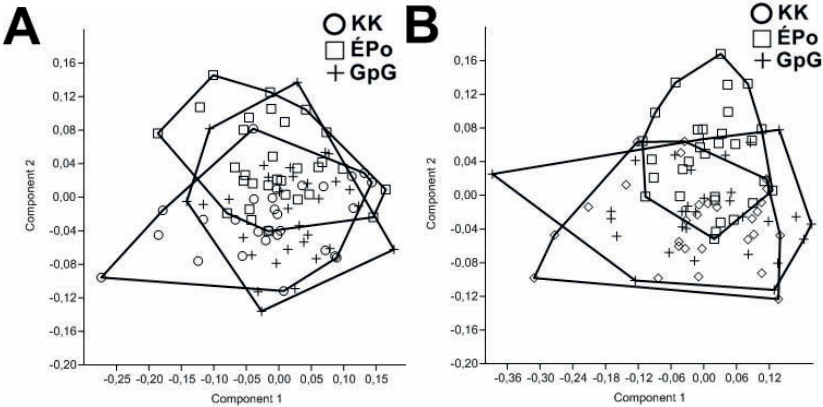 A
KK
ÉPo
GpG
Component 2
0,16
0,12
0,08
0,04
0,00
-0,04
-0,08
-0,12
-0,16
-0,20
-0,25 -0,20 -0,15 -0,10 -0,05 0,00 0,05 0,10 0,15
Component 1
B
KK
ÉPo
GpG
Component 2
0,16
0,12
0,08
0,04
0,00
-0,04
-0,08
-0,12
-0,16
-0,20
-0,36 -0,30 -0,24 -0,18 -0,12 -0,06 0,00 0,06 0,12
Component 1